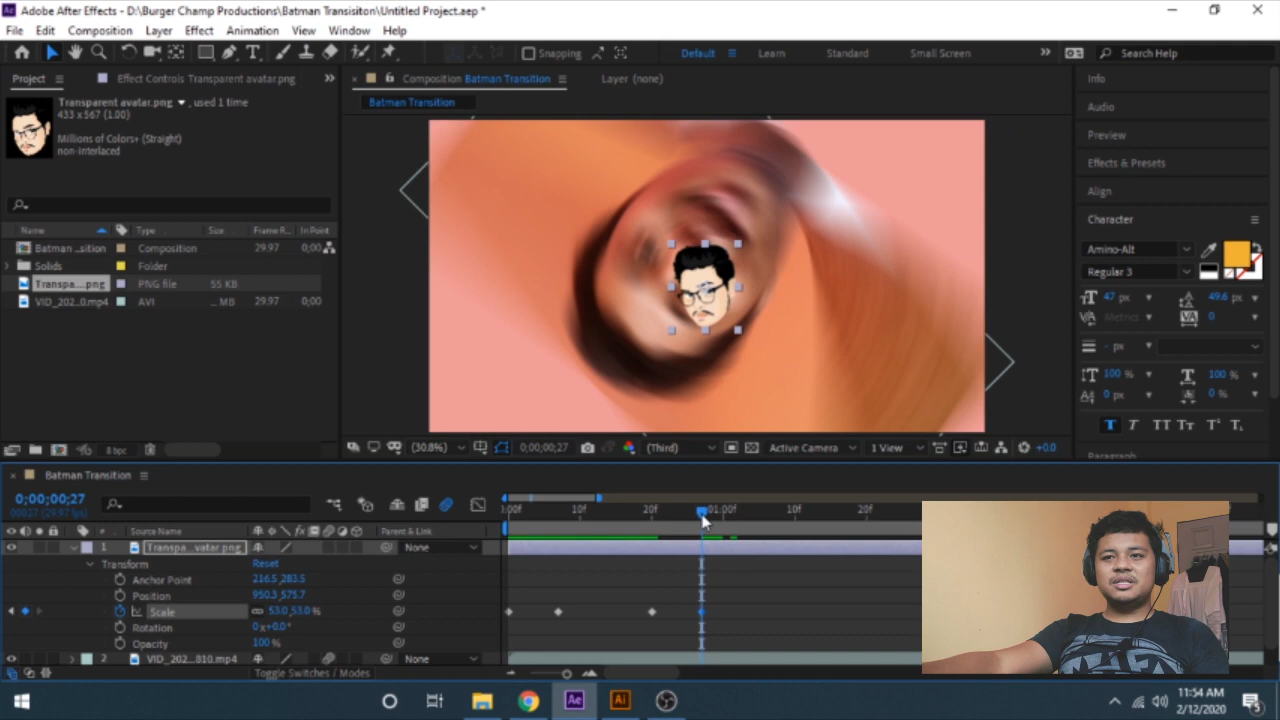 Adobe After Effects - D:\Burger Champ Productions\Batman Transisiton\Untitled Project.aep *
File Edit Composition Layer Effect Animation View Window Help
Snapping Default Learn Standard Small Screen Search Help
Project Effect Controls Transparent avatar.png Composition Batman Transition Layer (none) Info
Transparent avatar.png , used 1 time
433 x 567 (1.00)
Batman Transition
Millions of Colors+ (Straight)
non-interlaced
Audio
Preview
Effects & Presets
Align
Character
Name Type Size Frame R... In Point
Batman ...sition Composition 29.97 0;00
Solids Folder
Transpa....png PNG file 55 KB
VID_202...0.mp4 AVI ... MB 29.97 0;00
Amino-Alt
Regular 3
47 px 49.6 px
Metrics 0
- px
100 % 100 %
0 px 0 %
T T TT Tт T T
Paragraph
8 bpc (30.8%) 0;00;00;27 (Third) Active Camera 1 View +0.0
Batman Transition
0;00;00;27
00027 (29.97 fps)
:00f 10f 20f 01:00f 10f 20f
# Source Name Parent & Link
1 Transpa...vatar.png None
Transform Reset
Anchor Point 216.5,283.5
Position 950.3,575.7
Scale 53.0,53.0%
Rotation 0x+0.0°
Opacity 100 %
2 VID_202...810.mp4 None
Toggle Switches / Modes
11:54 AM
2/12/2020